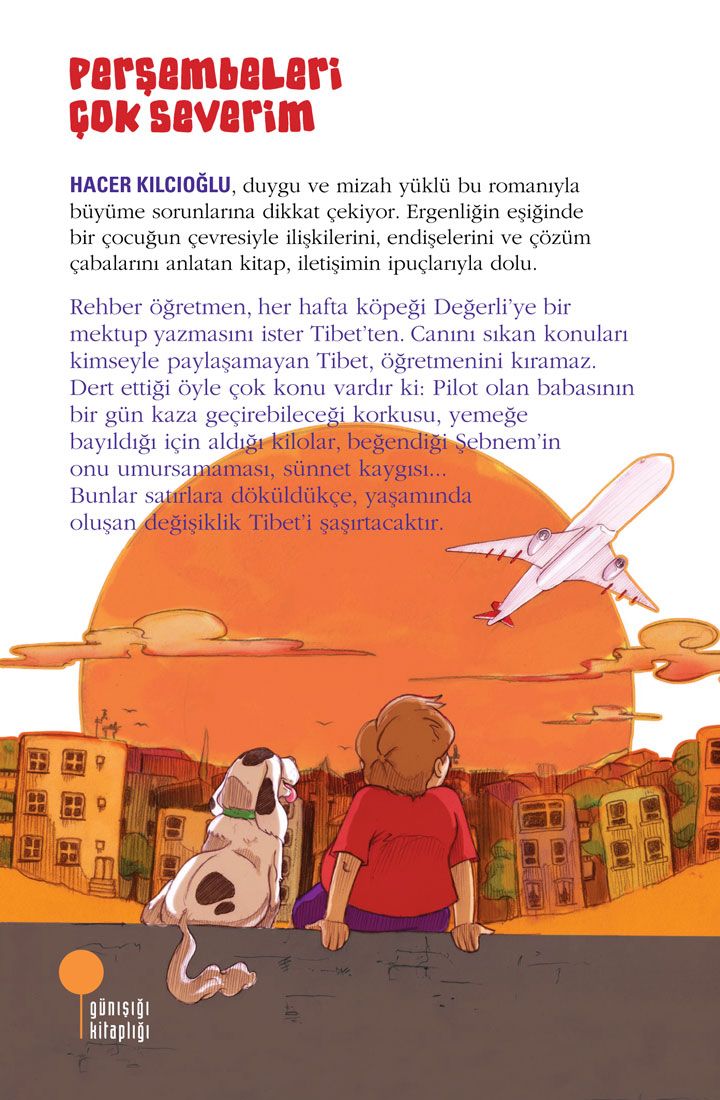 Perşembeleri
çok severim
HACER KILCIOĞLU, duygu ve mizah yüklü bu romanıyla
büyüme sorunlarına dikkat çekiyor. Ergenliğin eşiğinde
bir çocuğun çevresiyle ilişkilerini, endişelerini ve çözüm
çabalarını anlatan kitap, iletişimin ipuçlarıyla dolu.
Rehber öğretmen, her hafta köpeği Değerli’ye bir
mektup yazmasını ister Tibet’ten. Canını sıkan konuları
kimseyle paylaşamayan Tibet, öğretmenini kıramaz.
Dert ettiği öyle çok konu vardır ki: Pilot olan babasının
bir gün kaza geçirebileceği korkusu, yemeğe
bayıldığı için aldığı kilolar, beğendiği Şebnem’in
onu umursamaması, sünnet kaygısı...
Bunlar satırlara döküldükçe, yaşamında
oluşan değişiklik Tibet’i şaşırtacaktır.
günışığı
kitaplığı